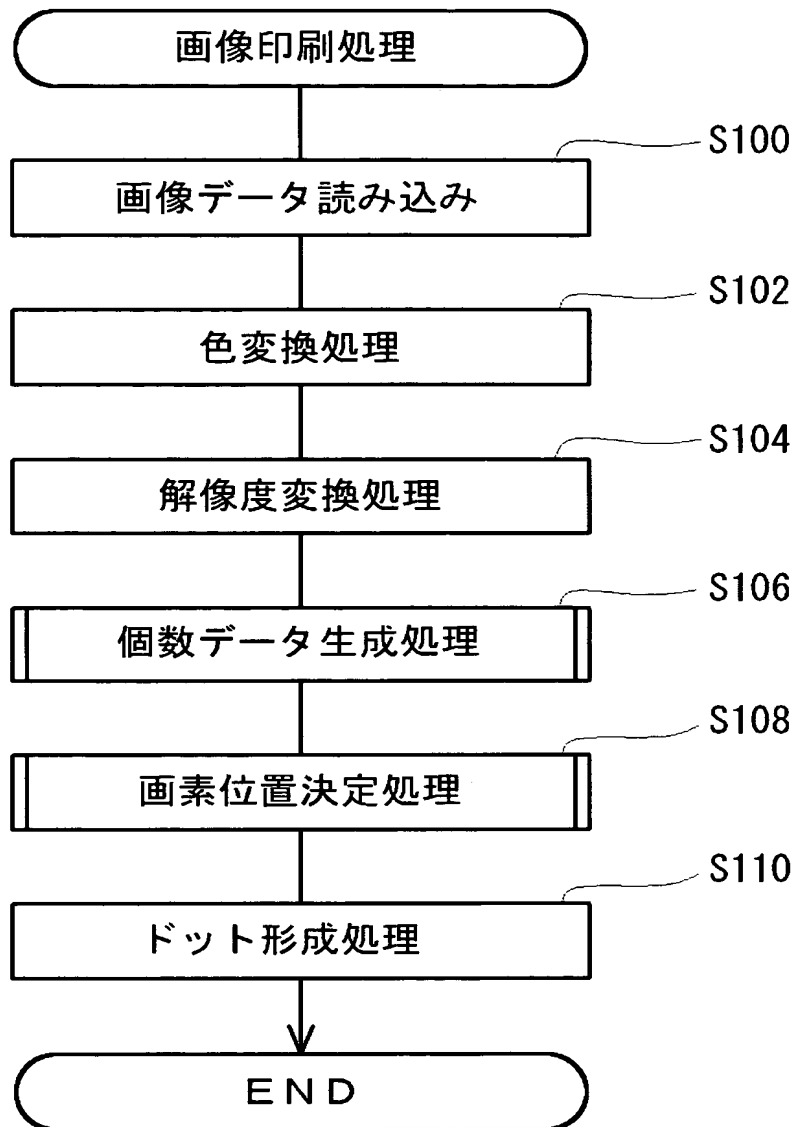 画像印刷処理
S100
画像データ読み込み
S102
色変換処理
S104
解像度変換処理
S106
個数データ生成処理
S108
画素位置決定処理
S110
ドット形成処理
END